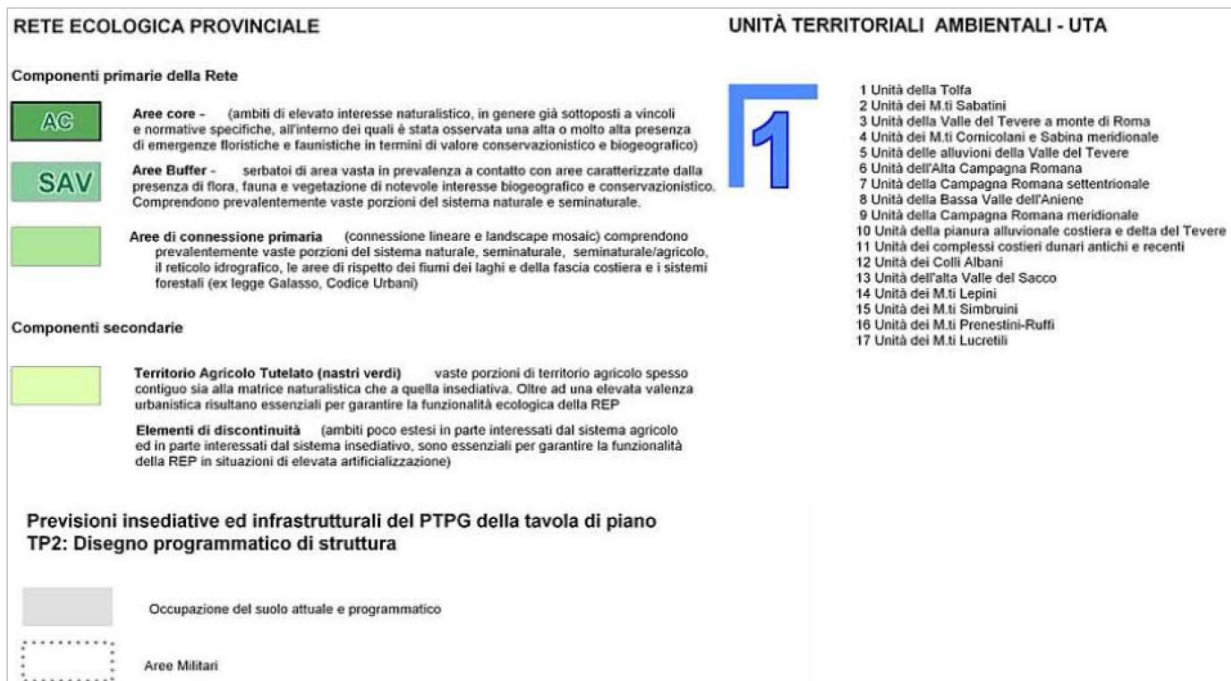 RETE ECOLOGICA PROVINCIALE
Componenti primarie della Rete
AC
Aree core - (ambiti di elevato interesse naturalistico, in genere già sottoposti a vincoli
e normative specifiche, all'interno dei quali è stata osservata una alta o molto alta presenza
di emergenze floristiche e faunistiche in termini di valore conservazionistico e biogeografico)
SAV
Aree Buffer - serbatoi di area vasta in prevalenza a contatto con aree caratterizzate dalla
presenza di flora, fauna e vegetazione di notevole interesse biogeografico e conservazionistico.
Comprendono prevalentemente vaste porzioni del sistema naturale e seminaturale.
Aree di connessione primaria (connessione lineare e landscape mosaic) comprendono
prevalentemente vaste porzioni del sistema naturale, seminaturale, seminaturale/agricolo,
il reticolo idrografico, le aree di rispetto dei fiumi dei laghi e della fascia costiera e i sistemi
forestali (ex legge Galasso, Codice Urbani)
Componenti secondarie
Territorio Agricolo Tutelato (nastri verdi) vaste porzioni di territorio agricolo spesso
contiguo sia alla matrice naturalistica che a quella insediativa. Oltre ad una elevata valenza
urbanistica risultano essenziali per garantire la funzionalità ecologica della REP
Elementi di discontinuità (ambiti poco estesi in parte interessati dal sistema agricolo
ed in parte interessati dal sistema insediativo, sono essenziali per garantire la funzionalità
della REP in situazioni di elevata artificializzazione)
Previsioni insediative ed infrastrutturali del PTPG della tavola di piano
TP2: Disegno programmatico di struttura
Occupazione del suolo attuale e programmatico
Aree Militari
UNITÀ TERRITORIALI AMBIENTALI - UTA
1
1 Unità della Tolfa
2 Unità dei M.ti Sabatini
3 Unità della Valle del Tevere a monte di Roma
4 Unità dei M.ti Cornicolani e Sabina meridionale
5 Unità delle alluvioni della Valle del Tevere
6 Unità dell'Alta Campagna Romana
7 Unità della Campagna Romana settentrionale
8 Unità della Bassa Valle dell'Aniene
9 Unità della Campagna Romana meridionale
10 Unità della pianura alluvionale costiera e delta del Tevere
11 Unità dei complessi costieri dunari antichi e recenti
12 Unità dei Colli Albani
13 Unità dell'alta Valle del Sacco
14 Unità dei M.ti Lepini
15 Unità dei M.ti Simbruini
16 Unità dei M.ti Prenestini-Ruffi
17 Unità dei M.ti Lucretili